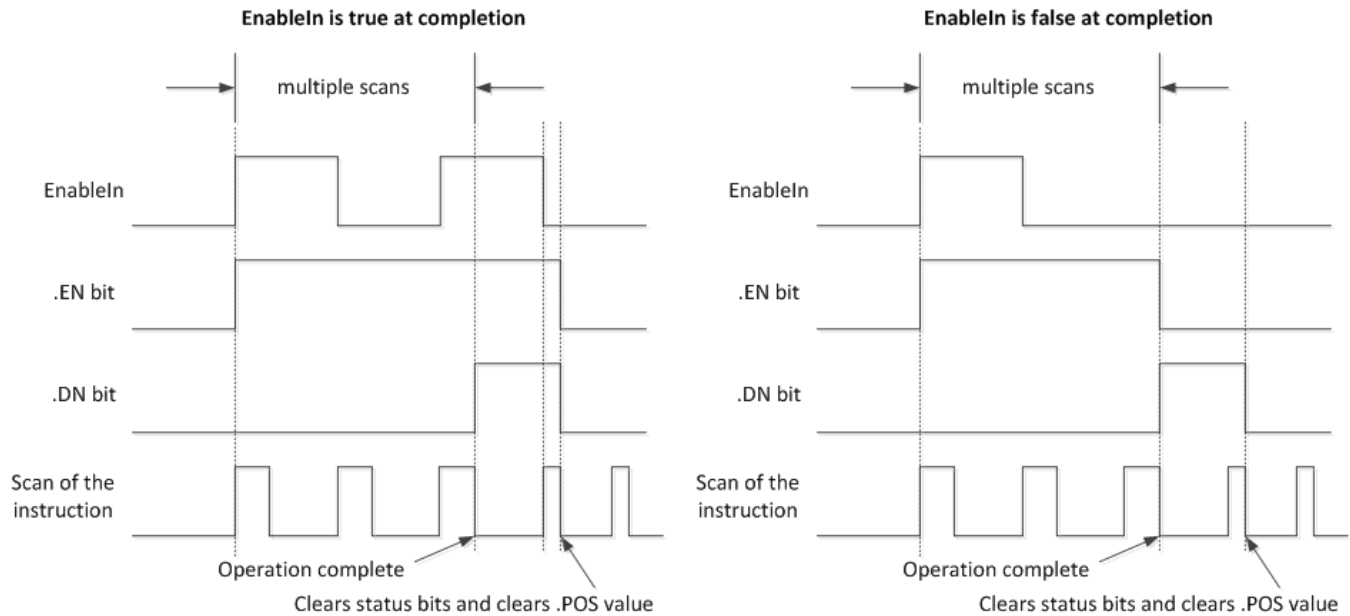 EnableIn is true at completion
multiple scans
EnableIn
.EN bit
.DN bit
Scan of the
instruction
Operation complete
Clears status bits and clears .POS value
EnableIn is false at completion
multiple scans
EnableIn
.EN bit
.DN bit
Scan of the
instruction
Operation complete
Clears status bits and clears .POS value